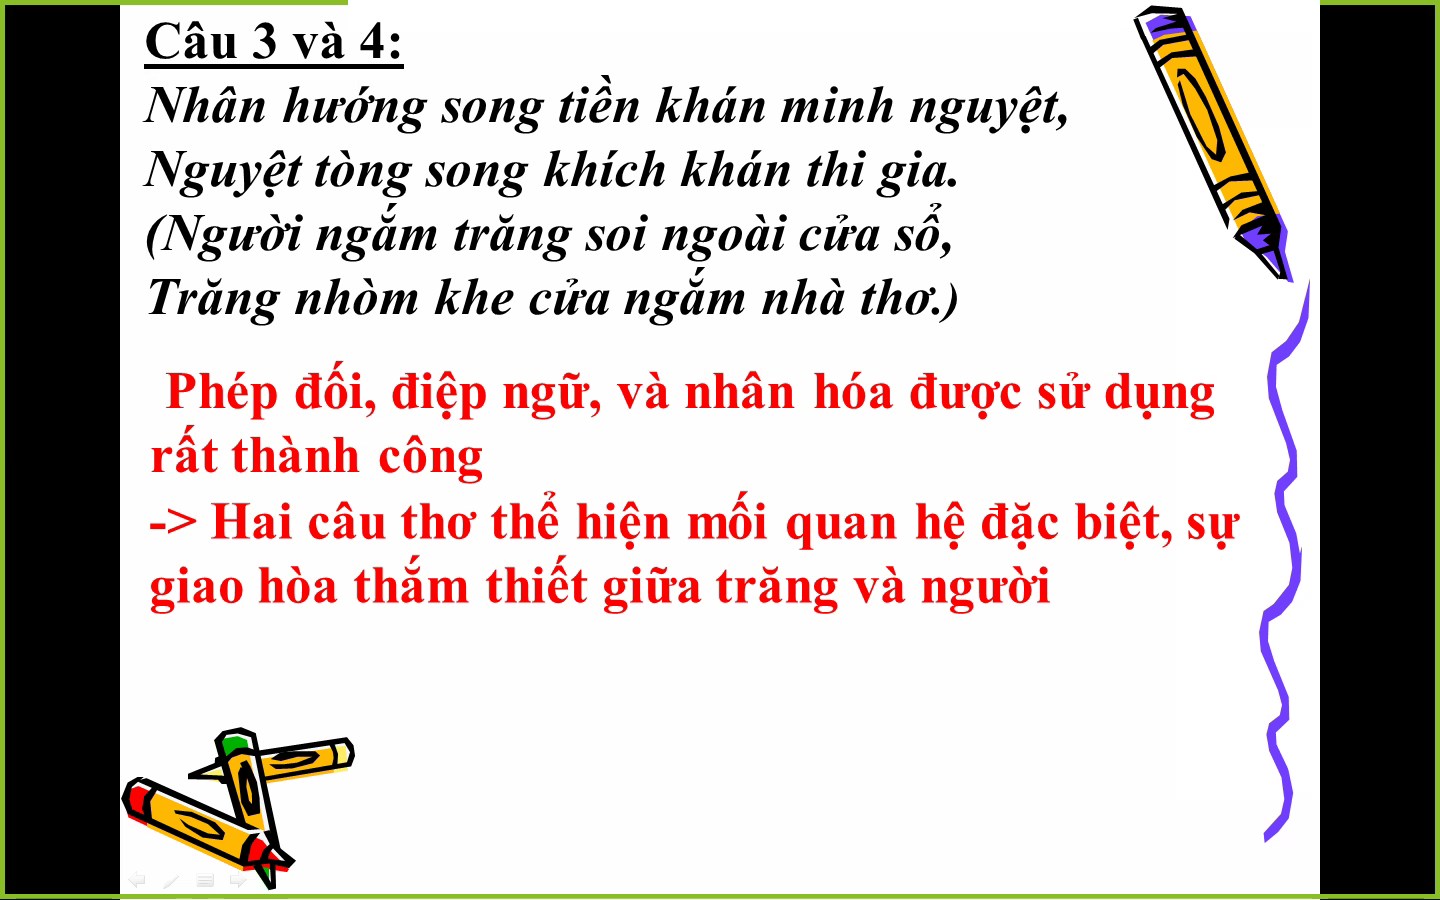 Câu 3 và 4:
Nhân hướng song tiền khán minh nguyệt,
Nguyệt tòng song khích khán thi gia.
(Người ngắm trăng soi ngoài cửa sổ,
Trăng nhòm khe cửa ngắm nhà thơ.)
Phép đối, điệp ngữ, và nhân hóa được sử dụng
rất thành công
-> Hai câu thơ thể hiện mối quan hệ đặc biệt, sự
giao hòa thắm thiết giữa trăng và người